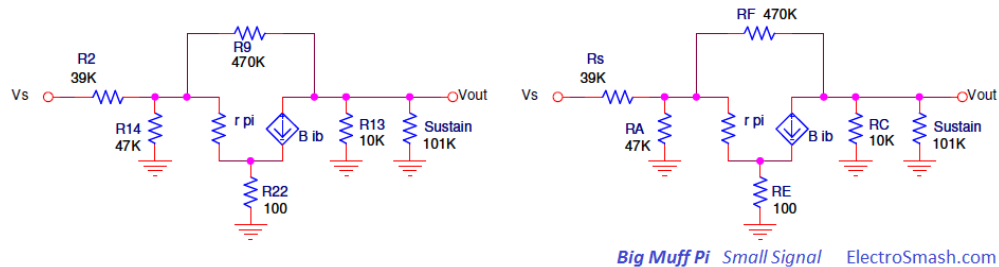 R9
470K
R2
39K
Vs
R14
47K
r pi
B ib
R13
10K
Sustain
101K
Vout
R22
100
RF 470K
Rs
39K
Vs
RA
47K
r pi
B ib
RC
10K
Sustain
101K
Vout
RE
100
Big Muff Pi Small Signal ElectroSmash.com